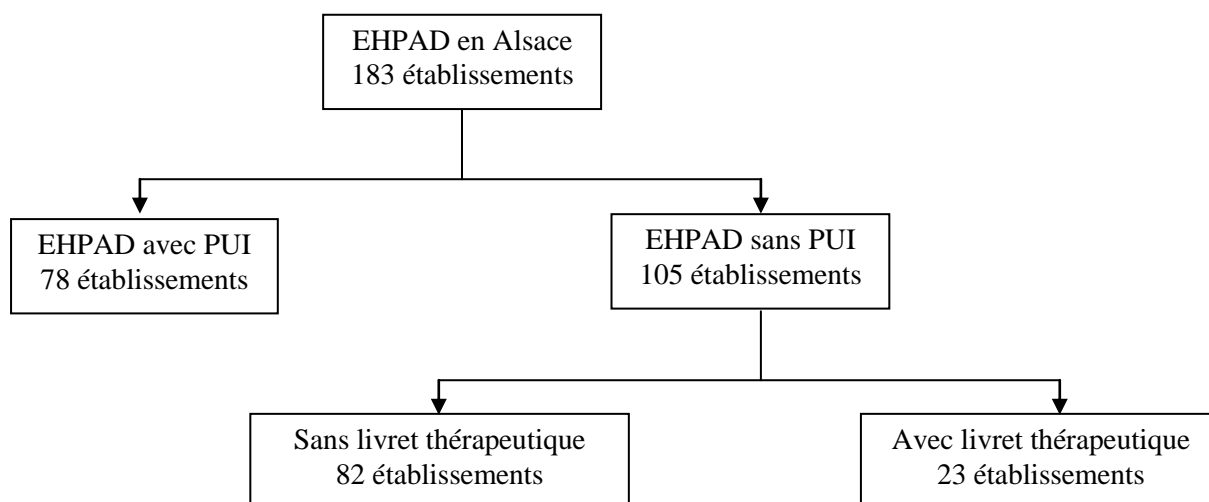 EHPAD en Alsace
183 établissements
EHPAD avec PUI
78 établissements
EHPAD sans PUI
105 établissements
Sans livret thérapeutique
82 établissements
Avec livret thérapeutique
23 établissements